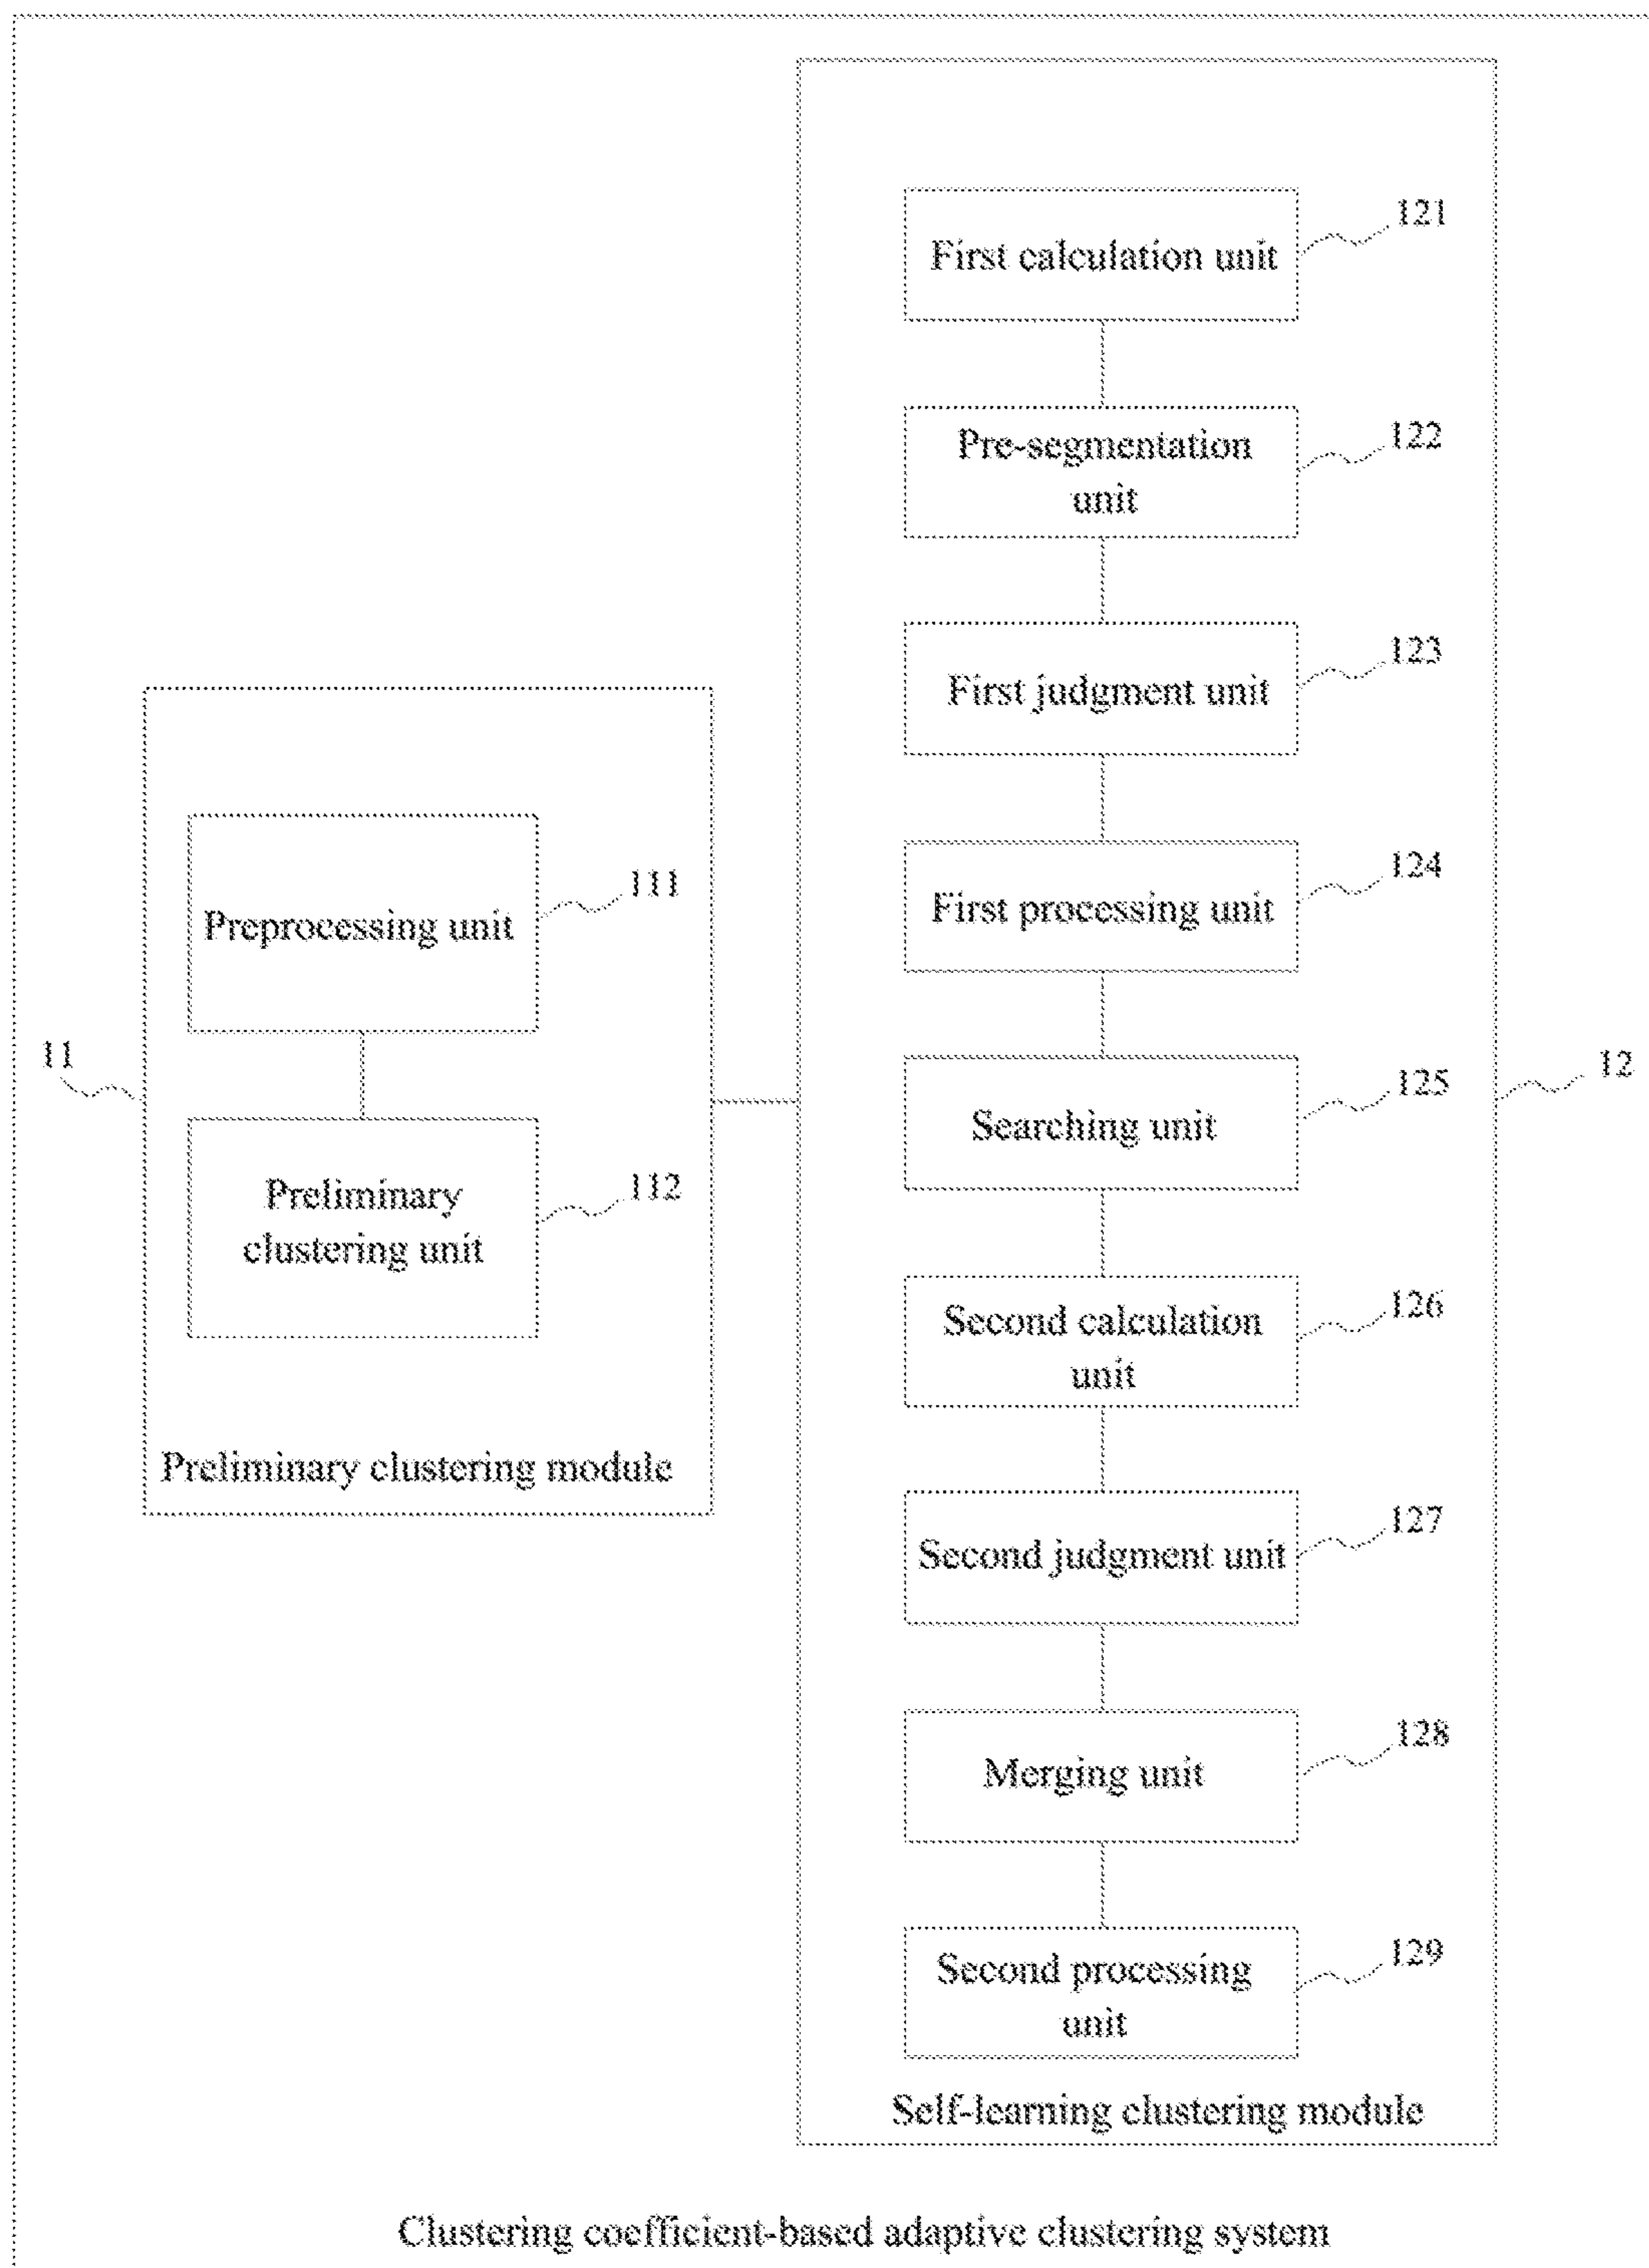 11
Preprocessing unit
111
Preliminary
clustering unit
112
Preliminary clustering module
First calculation unit
121
Pre-segmentation
unit
122
First judgment unit
123
First processing unit
124
Searching unit
125
Second calculation
unit
126
Second judgment unit
127
Merging unit
128
Second processing
unit
129
Self-learning clustering module
12
Clustering coefficient-based adaptive clustering system